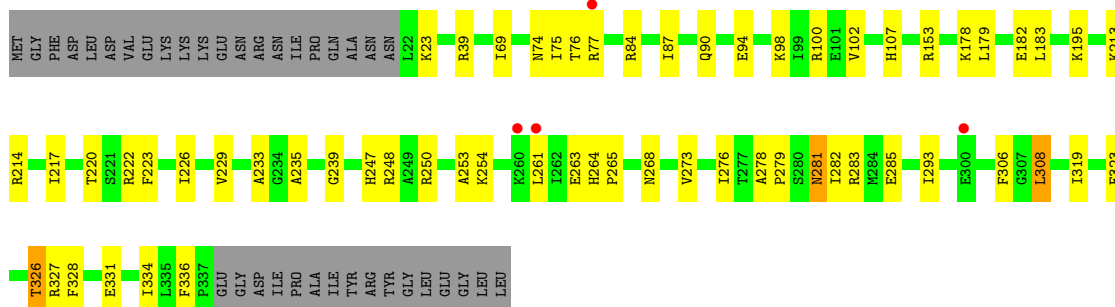 MET GLY PHE ASP LEU ASP VAL GLU LYS LYS LYS GLU ASN ARG ASP ASN ILE PRO GLN ALA ASN ASN L22 K23 R39 I69 N74 I75 T76 R77 R84 I87 Q90 E94 K98 I99 R100 E101 V102 H107 R153 K178 L179 E182 L183 K195
R214 I217 T220 S221 R222 F223 I226 V229 A233 G234 A235 G239 H247 R248 A249 R250 A253 K254 K260 L261 I262 E263 H264 P265 N268 V273 I276 T277 A278 P279 S280 N281 I282 R283 M284 E285 I293 E300 F306 G307 L308 I319
T326 R327 F328 E331 I334 L335 F336 P337 GLU GLY ASP ILE PRO ALA ILE TYR ARG TYR GLY LEU GLU GLY LEU LEU